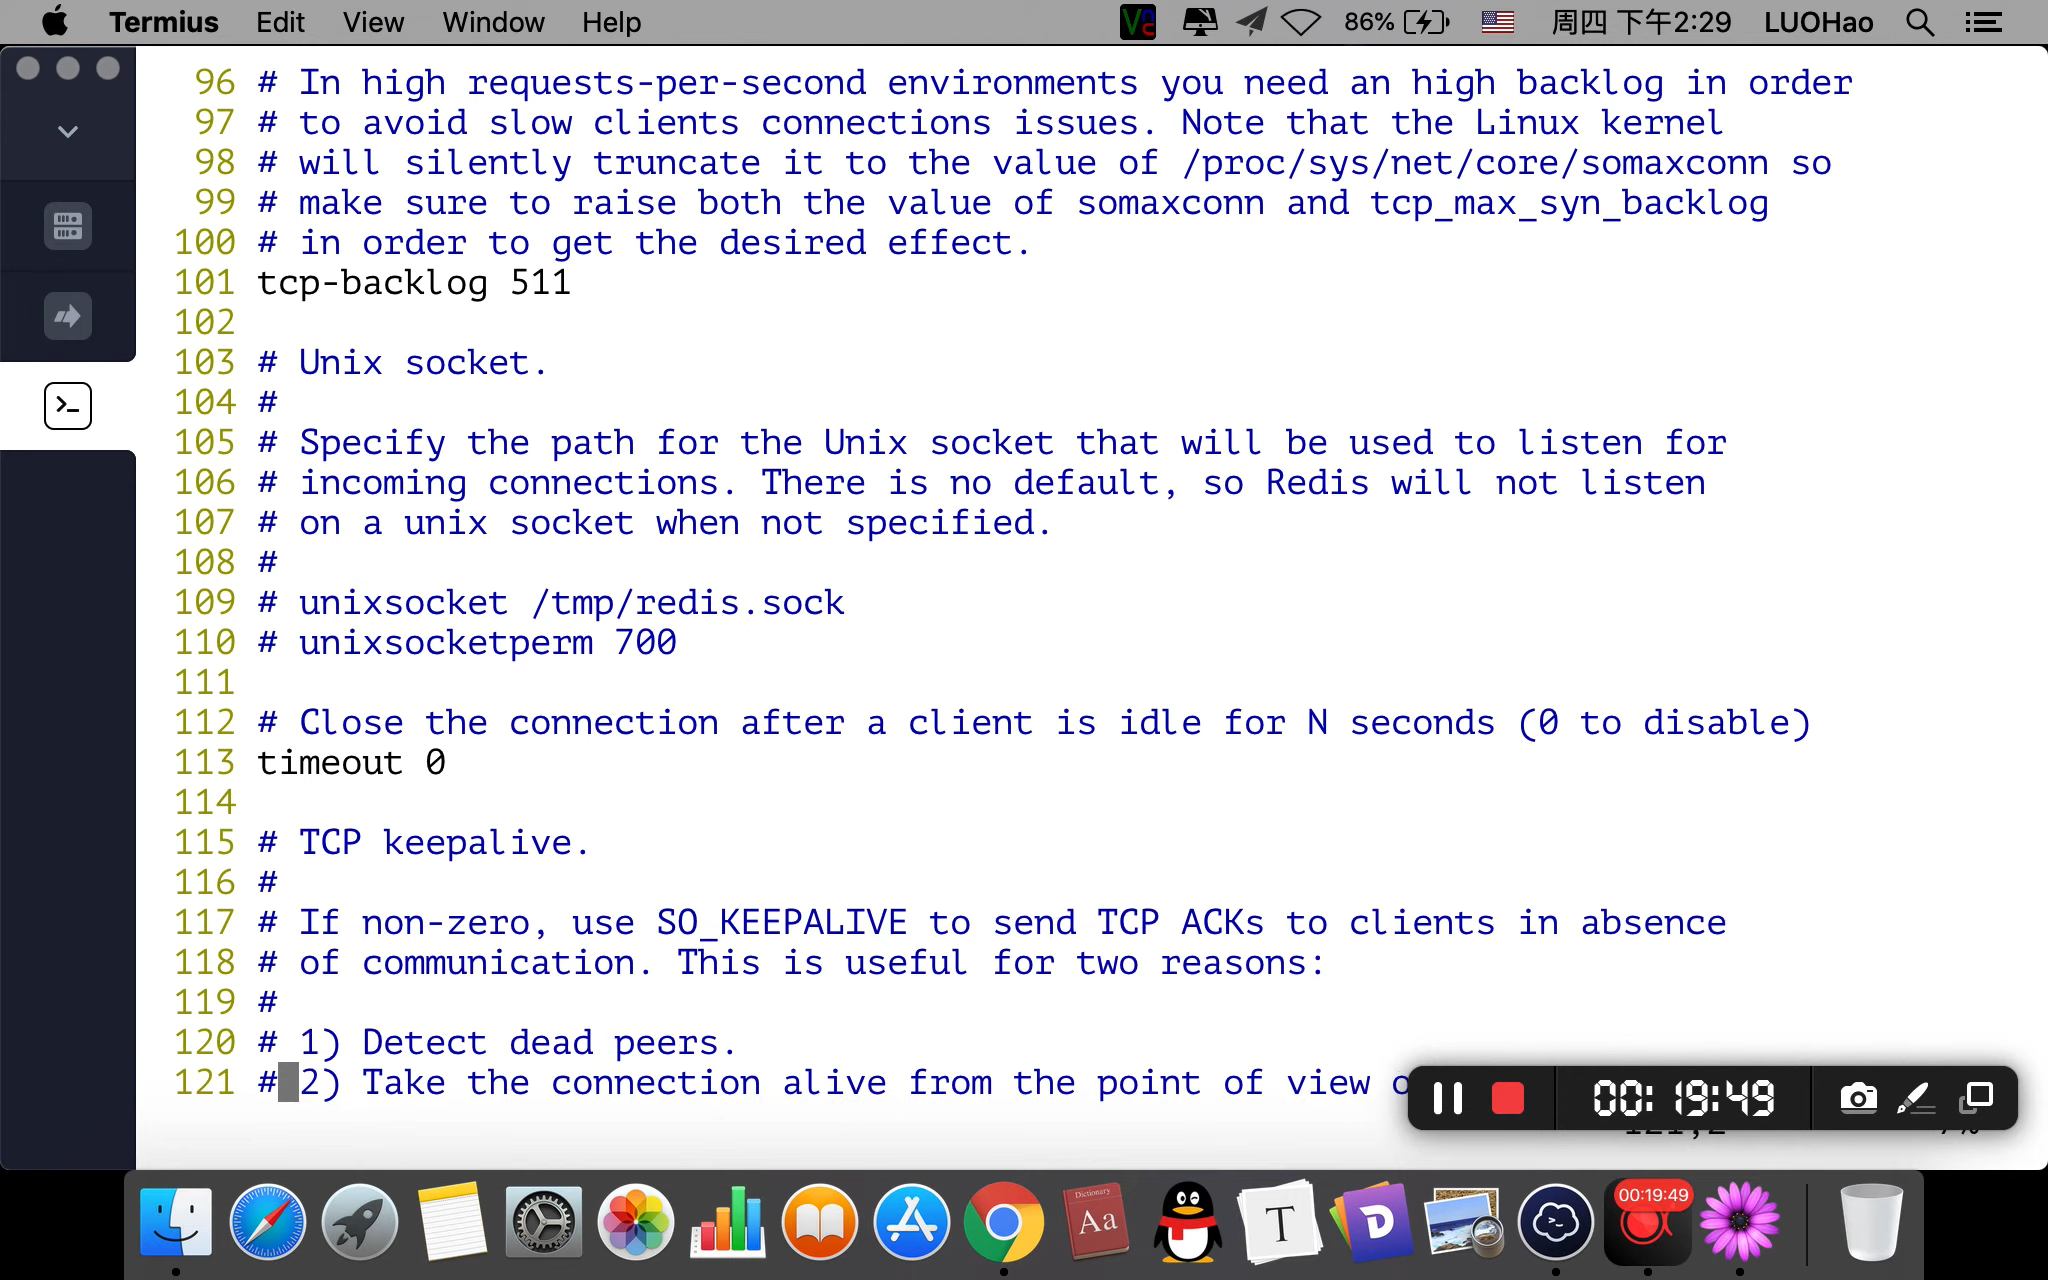 Termius Edit View Window Help 86% 周四 下午2:29 LUOHao
96 # In high requests-per-second environments you need an high backlog in order
97 # to avoid slow clients connections issues. Note that the Linux kernel
98 # will silently truncate it to the value of /proc/sys/net/core/somaxconn so
99 # make sure to raise both the value of somaxconn and tcp_max_syn_backlog
100 # in order to get the desired effect.
101 tcp-backlog 511
102
103 # Unix socket.
104 #
105 # Specify the path for the Unix socket that will be used to listen for
106 # incoming connections. There is no default, so Redis will not listen
107 # on a unix socket when not specified.
108 #
109 # unixsocket /tmp/redis.sock
110 # unixsocketperm 700
111
112 # Close the connection after a client is idle for N seconds (0 to disable)
113 timeout 0
114
115 # TCP keepalive.
116 #
117 # If non-zero, use SO_KEEPALIVE to send TCP ACKs to clients in absence
118 # of communication. This is useful for two reasons:
119 #
120 # 1) Detect dead peers.
121 # 2) Take the connection alive from the point of view
00:19:49
Dictionary
Aa
T
D
00:19:49